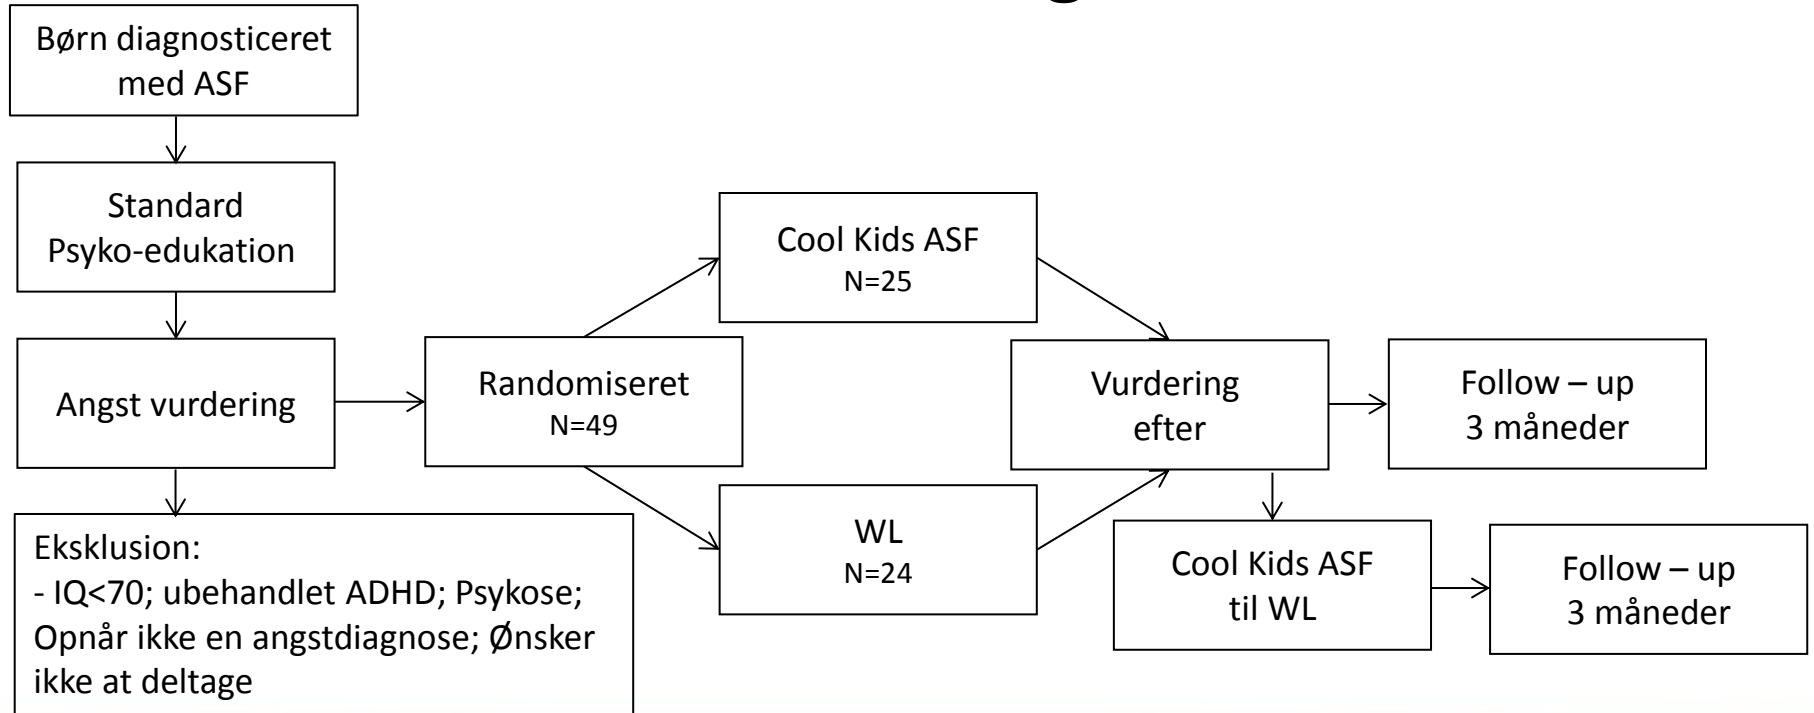 Børn diagnosticeret
med ASF
Standard
Psyko-edukation
Angst vurdering
Eksklusion:
- IQ<70; ubehandlet ADHD; Psykose;
Opnår ikke en angstdiagnose; Ønsker
ikke at deltage
Randomiseret
N=49
Cool Kids ASF
N=25
WL
N=24
Vurdering
efter
Follow – up
3 måneder
Cool Kids ASF
til WL
Follow – up
3 måneder